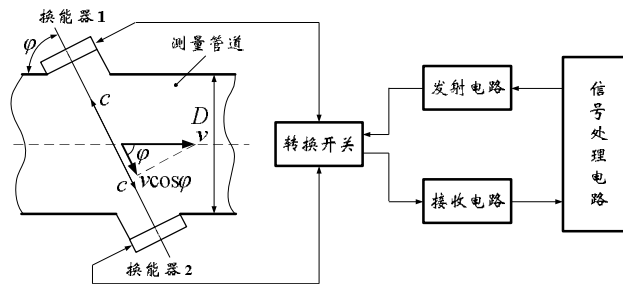 换能器1
φ
测量管道
c
D
v
φ
c
vcosφ
换能器2
转换开关
发射电路
接收电路
信号处理电路